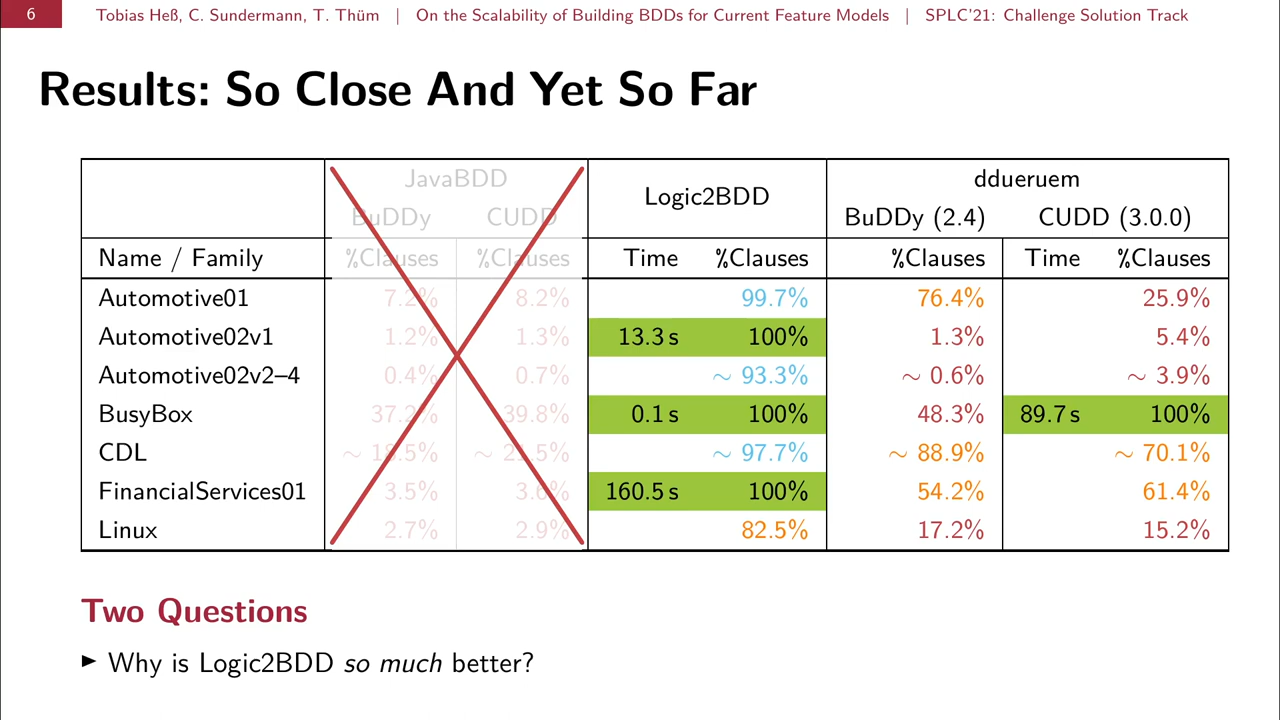 6 Tobias Heß, C. Sundermann, T. Thüm | On the Scalability of Building BDDs for Current Feature Models | SPLC'21: Challenge Solution Track
Results: So Close And Yet So Far
JavaBDD Logic2BDD ddueruem
BuDDy CUDD BuDDy (2.4) CUDD (3.0.0)
Name / Family %Clauses %Clauses Time %Clauses %Clauses Time %Clauses
Automotive01 7.2% 8.2% 99.7% 76.4% 25.9%
Automotive02v1 1.2% 1.3% 13.3 s 100% 1.3% 5.4%
Automotive02v2–4 0.4% 0.7% ∼ 93.3% ∼ 0.6% ∼ 3.9%
BusyBox 37.2% 39.8% 0.1 s 100% 48.3% 89.7 s 100%
CDL ∼ ∼ ∼ 97.7% ∼ 88.9% ∼ 70.1%
FinancialServices01 3.5% 160.5 s 100% 54.2% 61.4%
Linux 2.7% 2.9% 82.5% 17.2% 15.2%
Two Questions
▶ Why is Logic2BDD so much better?